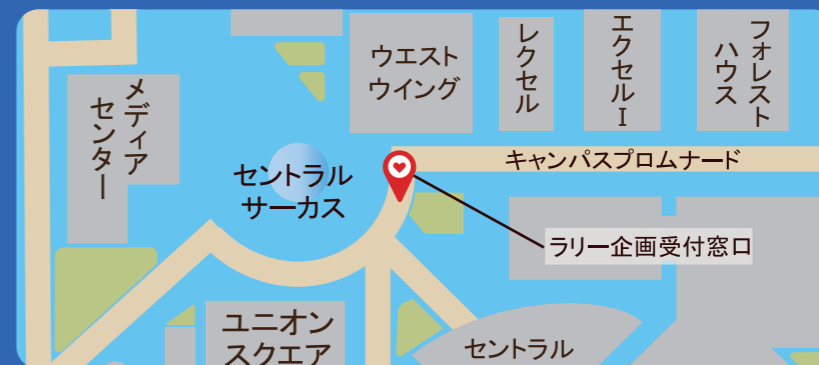 メディア
センター
ウエスト
ウイング
レクセル
エクセルI
フォレスト
ハウス
セントラル
サーカス
キャンパスプロムナード
ラリー企画受付窓口
ユニオン
スクエア
セントラル